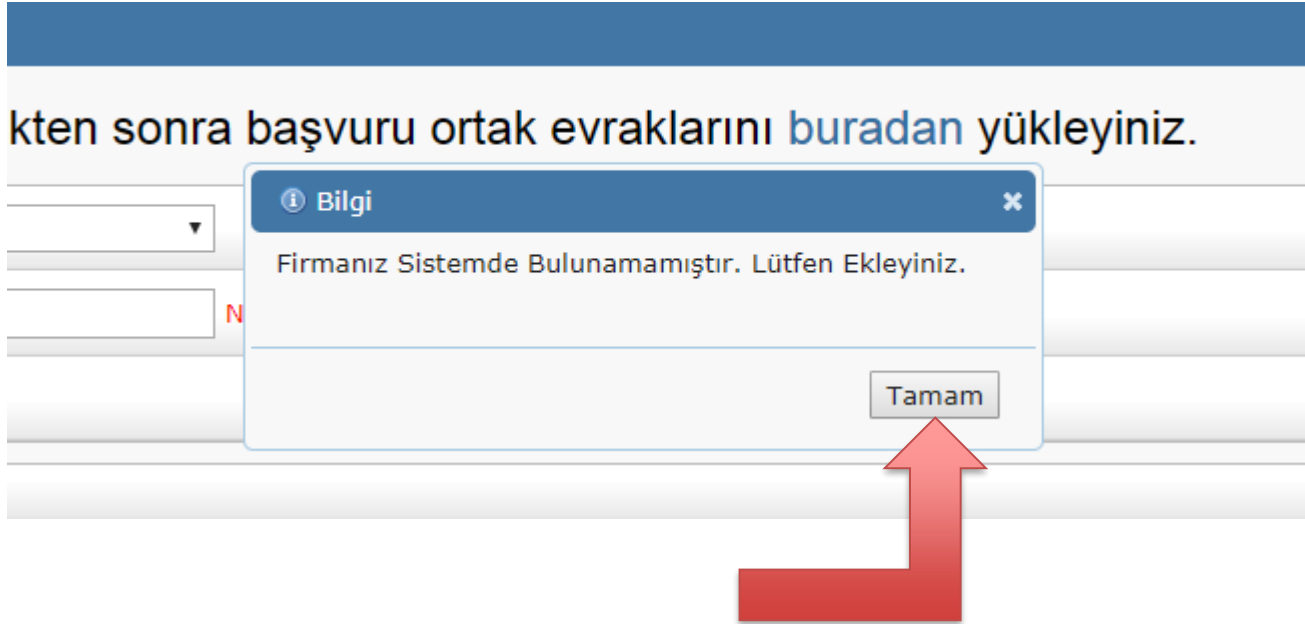 kten sonra başvuru ortak evraklarını buradan yükleyiniz.
Bilgi
Firmanız Sistemde Bulunamamıştır. Lütfen Ekleyiniz.
N
Tamam